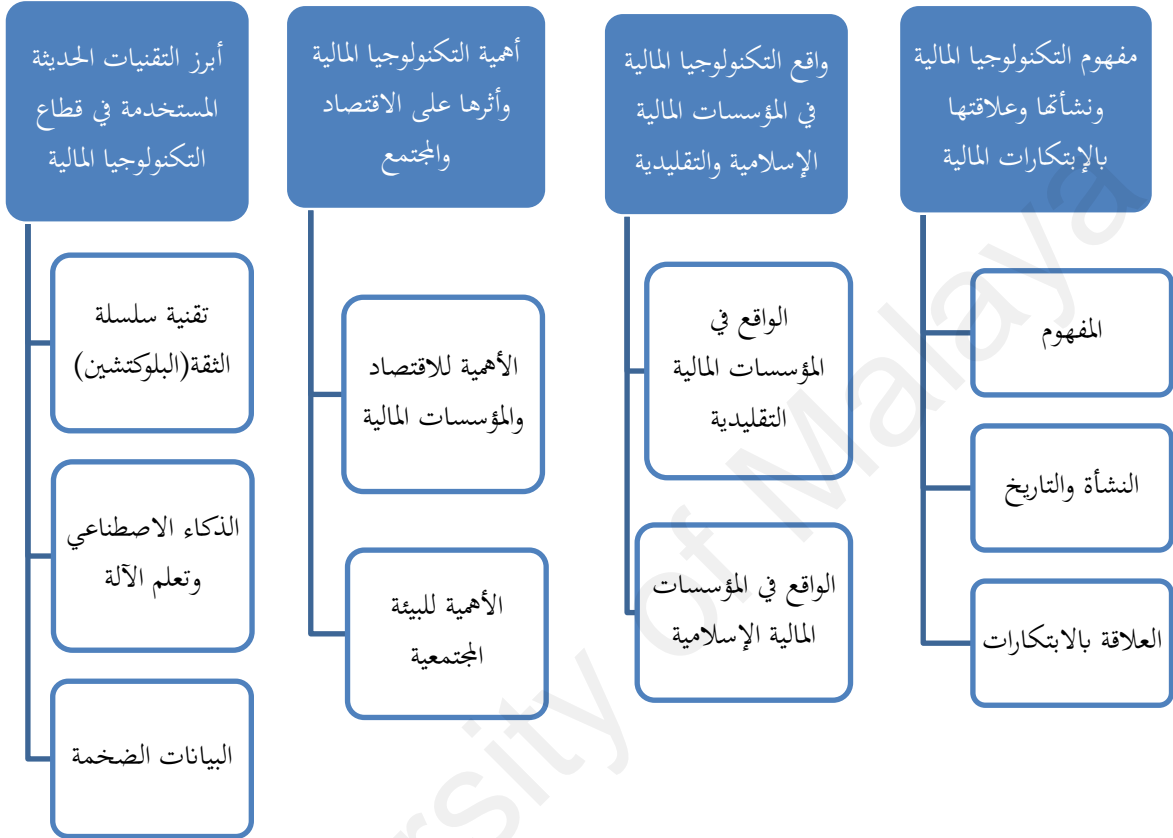 مفهوم التكنولوجيا المالية
ونشأتها وعلاقتها
بالإبتكارات المالية
المفهوم
النشأة والتاريخ
العلاقة بالابتكارات
واقع التكنولوجيا المالية
في المؤسسات المالية
الإسلامية والتقليدية
الواقع في
المؤسسات المالية
التقليدية
الواقع في المؤسسات
المالية الإسلامية
أهمية التكنولوجيا المالية
وأثرها على الاقتصاد
والمجتمع
الأهمية للاقتصاد
والمؤسسات المالية
الأهمية للبيئة
المجتمعية
أبرز التقنيات الحديثة
المستخدمة في قطاع
التكنولوجيا المالية
تقنية سلسلة
الثقة(البلوكتشين)
الذكاء الاصطناعي
وتعلم الآلة
البيانات الضخمة
rsity of Malaya